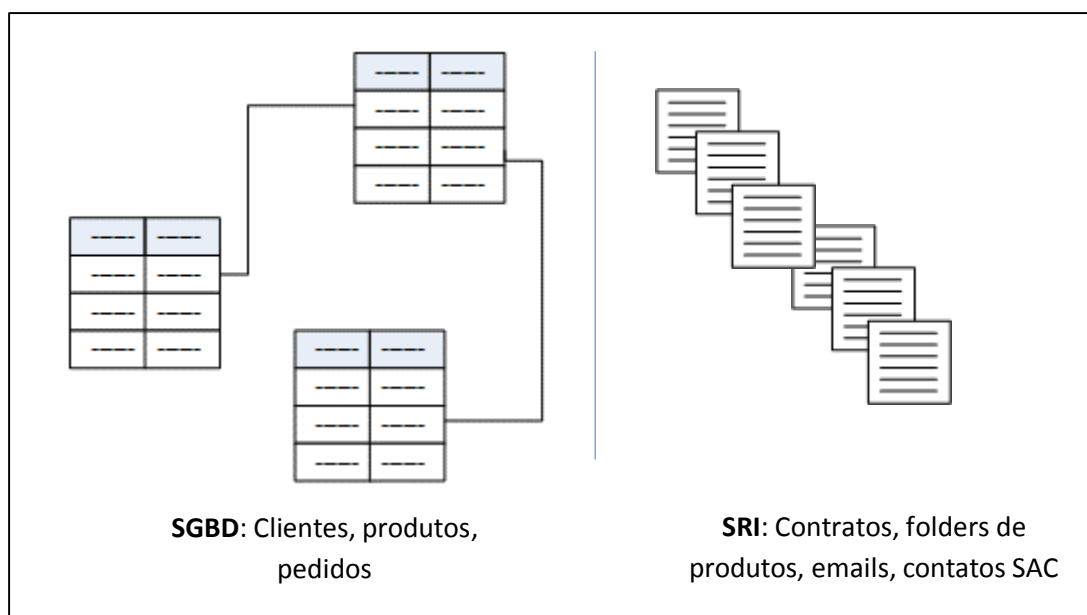 SGBD: Clientes, produtos,
pedidos
SRI: Contratos, folders de
produtos, emails, contatos SAC